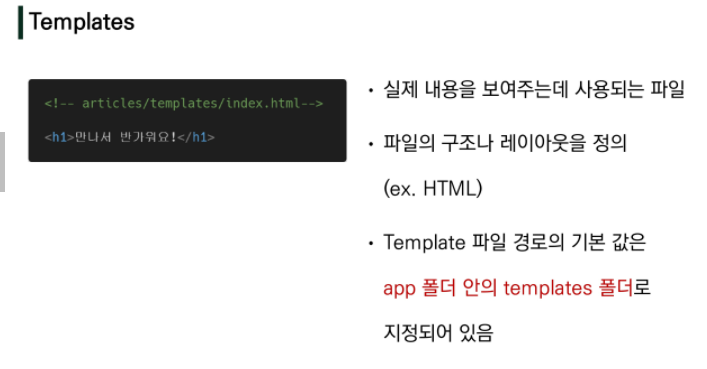 Templates
<!-- articles/templates/index.html-->
<h1>만나서 반가워요!</h1>
• 실제 내용을 보여주는데 사용되는 파일
• 파일의 구조나 레이아웃을 정의
(ex. HTML)
• Template 파일 경로의 기본 값은
app 폴더 안의 templates 폴더로
지정되어 있음